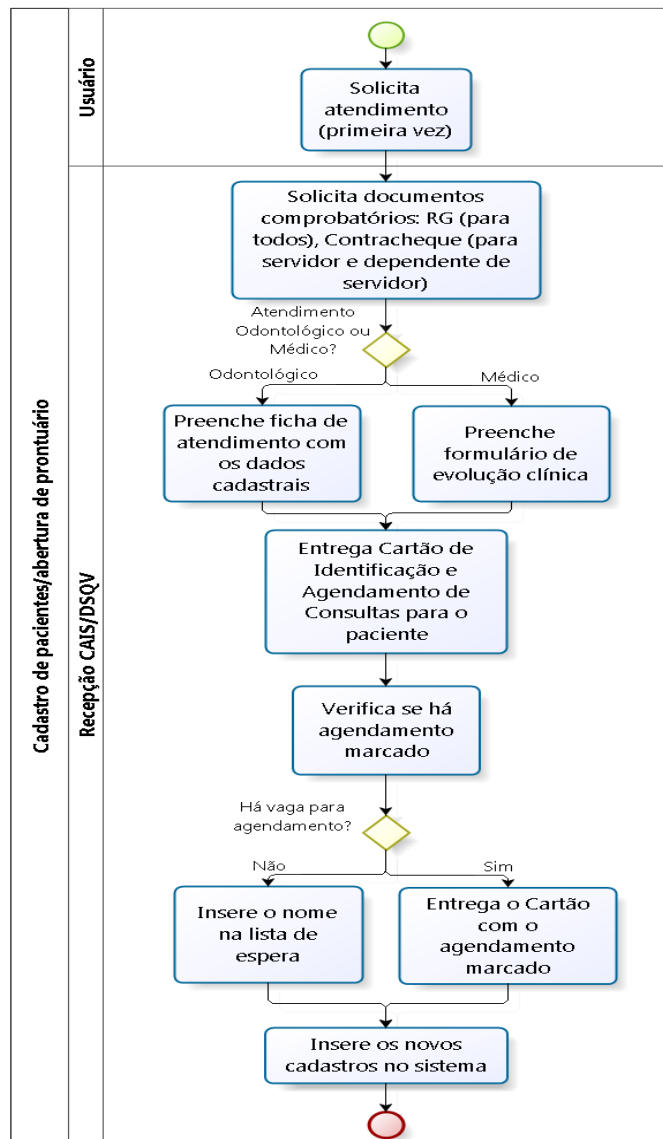 Cadastro de pacientes/abertura de prontuário
Usuário
Solicita
atendimento
(primeira vez)
Recepção CAIS/DSQV
Solicita documentos
comprobatórios: RG (para
todos), Contracheque (para
servidor e dependente de
servidor)
Atendimento
Odontológico ou
Médico?
Odontológico
Médico
Preenche ficha de
atendimento com
os dados
cadastrais
Preenche
formulário de
evolução clínica
Entrega Cartão de
Identificação e
Agendamento de
Consultas para o
paciente
Verifica se há
agendamento
marcado
Há vaga para
agendamento?
Não
Sim
Insere o nome
na lista de
espera
Entrega o Cartão
com o
agendamento
marcado
Insere os novos
cadastros no sistema